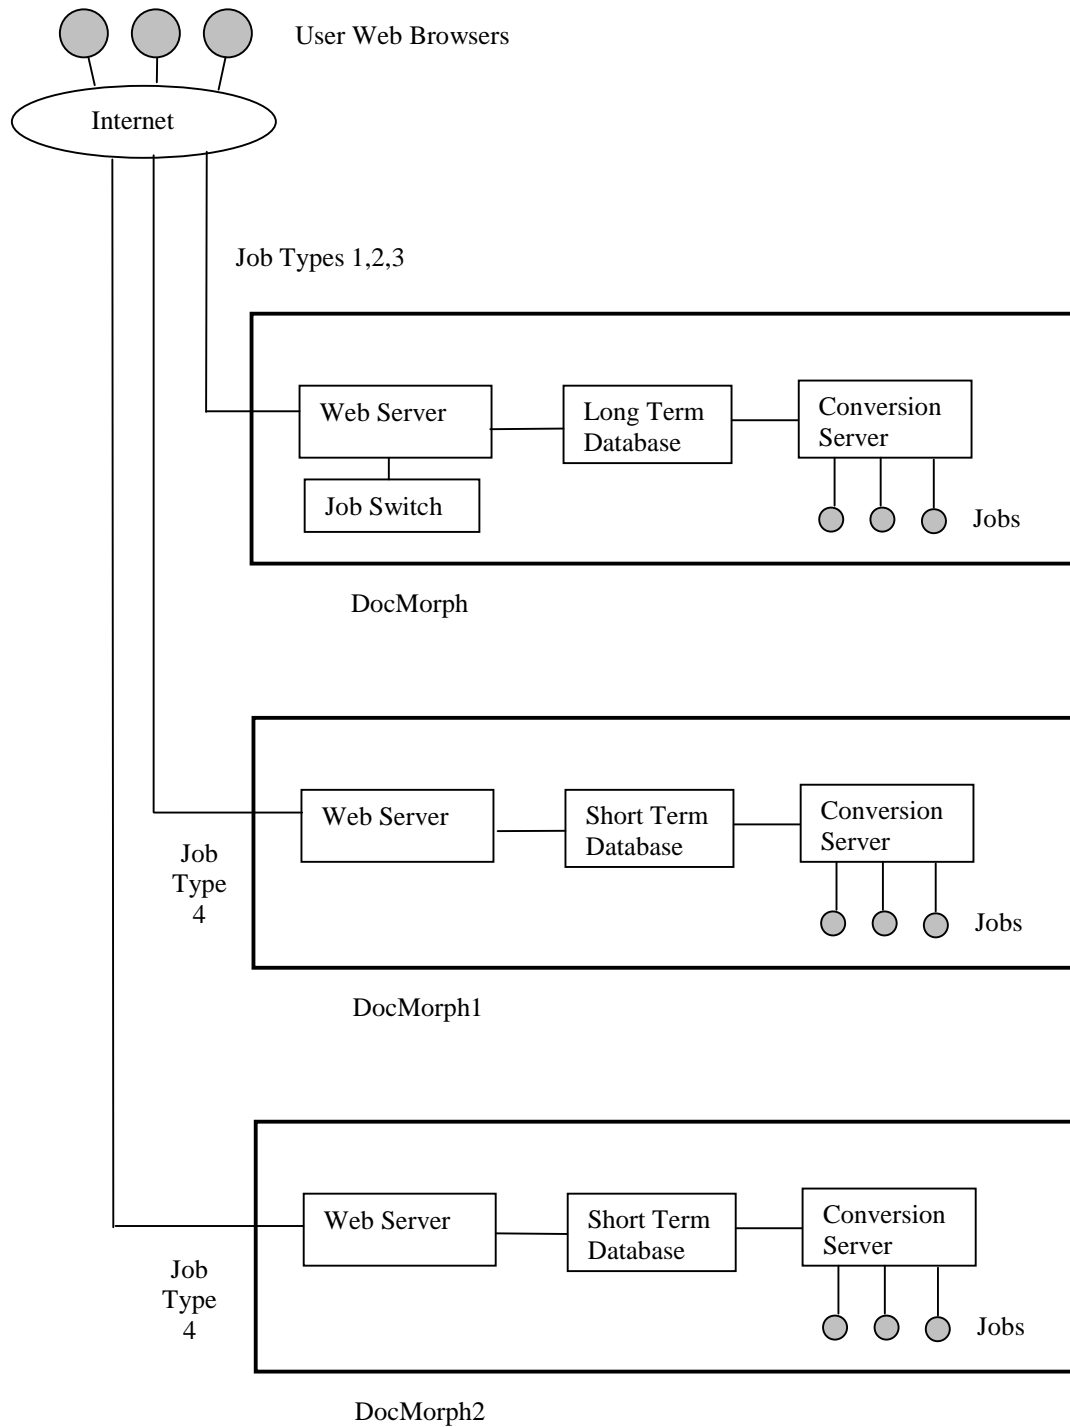 User Web Browsers
Internet
Job Types 1,2,3
Web Server
Long Term
Database
Conversion
Server
Job Switch
Jobs
DocMorph
Web Server
Short Term
Database
Conversion
Server
Job
Type
4
Jobs
DocMorph1
Web Server
Short Term
Database
Conversion
Server
Job
Type
4
Jobs
DocMorph2